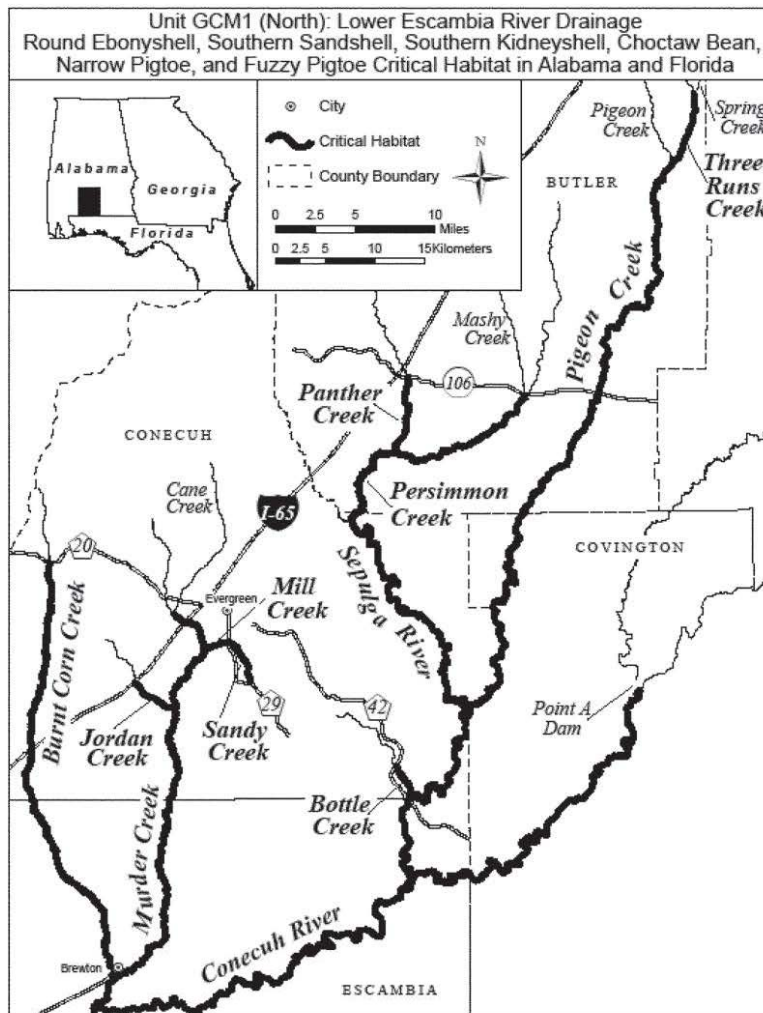 Unit GCM1 (North): Lower Escambia River Drainage
Round Ebonyshell, Southern Sandshell, Southern Kidneyshell, Choctaw Bean,
Narrow Pigtoe, and Fuzzy Pigtoe Critical Habitat in Alabama and Florida
Alabama
Georgia
Florida
City
Critical Habitat
County Boundary
N
0 2.5 5 10
Miles
0 2.5 5 10 15Kilometers
Pigeon
Creek
Spring
Creek
Three
Runs
Creek
BUTLER
Pigeon Creek
Mashy
Creek
106
Panther
Creek
CONECUH
Cane
Creek
I-65
Persimmon
Creek
COVINGTON
20
Evergreen
Mill
Creek
Sepulga
River
Burnt Corn Creek
Jordan
Creek
Sandy
Creek
29
42
Point A
Dam
Bottle
Creek
Murder Creek
Conecuh River
Brewton
ESCAMBIA